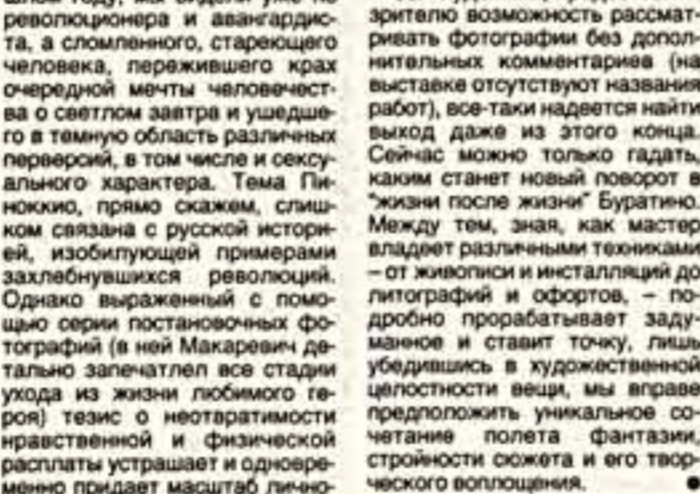 революционера и авангардис-
та, а сломленного, стареющего
человека, пережившего крах
очередной мечты человечест-
ва о светлом завтра и ушедше-
го в темную область различных
перверсий, в том числе и сексу-
ального характера. Тема Пи-
ноккио, прямо скажем, слиш-
ком связана с русской истори-
ей, изобилующей примерами
захлебнувшихся революций.
Однако выраженный с помо-
щью серии постановочных фо-
тографий (в ней Макаревич де-
тально запечатлел все стадии
ухода из жизни любимого ге-
роя) тезис о неотвратимости
нравственной и физической
расплаты устрашает и одновре-
менно придает масштаб лично-
зрителю возможность рассмат-
ривать фотографии без допол-
нительных комментариев (на
выставке отсутствуют названия
работ), все-таки надеется найти
выход даже из этого конца.
Сейчас можно только гадать,
каким станет новый поворот в
"жизни после жизни" Буратино.
Между тем, зная, как мастер
владеет различными техниками
– от живописи и инсталляций до
литографий и офортов, – по-
дробно прорабатывает заду-
манное и ставит точку, лишь
убедившись в художественной
целостности вещи, мы вправе
предположить уникальное со-
четание полета фантазии,
стройности сюжета и его твор-
ческого воплощения.